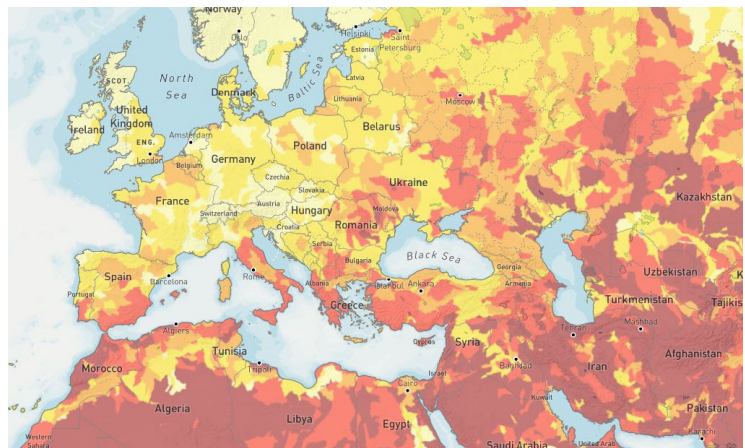 Norway
Oslo
Helsinki
Saint
Petersburg
Estonia
SCOT.
North
Sea
Baltic Sea
Latvia
Denmark
Lithuania
Moscow
United
Kingdom
Ireland
Amsterdam
ENG.
London
Belarus
Poland
Germany
Belgium
Czechia
Ukraine
Slovakia
Kazakhstan
France
Austria
Switzerland
Hungary
Moldova
Croatia
Romania
Serbia
Black Sea
Bulgaria
Georgia
Uzbekistan
Spain
Barcelona
Rome
Albania
Istanbul
Ankara
Armenia
Portugal
Greece
Turkmenistan
Tajikis
Algiers
Tunisia
Cyprus
Syria
Tehran
Mashhad
Tripoli
Baghdad
Afghanistan
Morocco
Israel
Iran
Cairo
Kuwait
Algeria
Libya
Egypt
Pakistan
Western
Sahara
Saudi Arabia
United Arab
Karachi